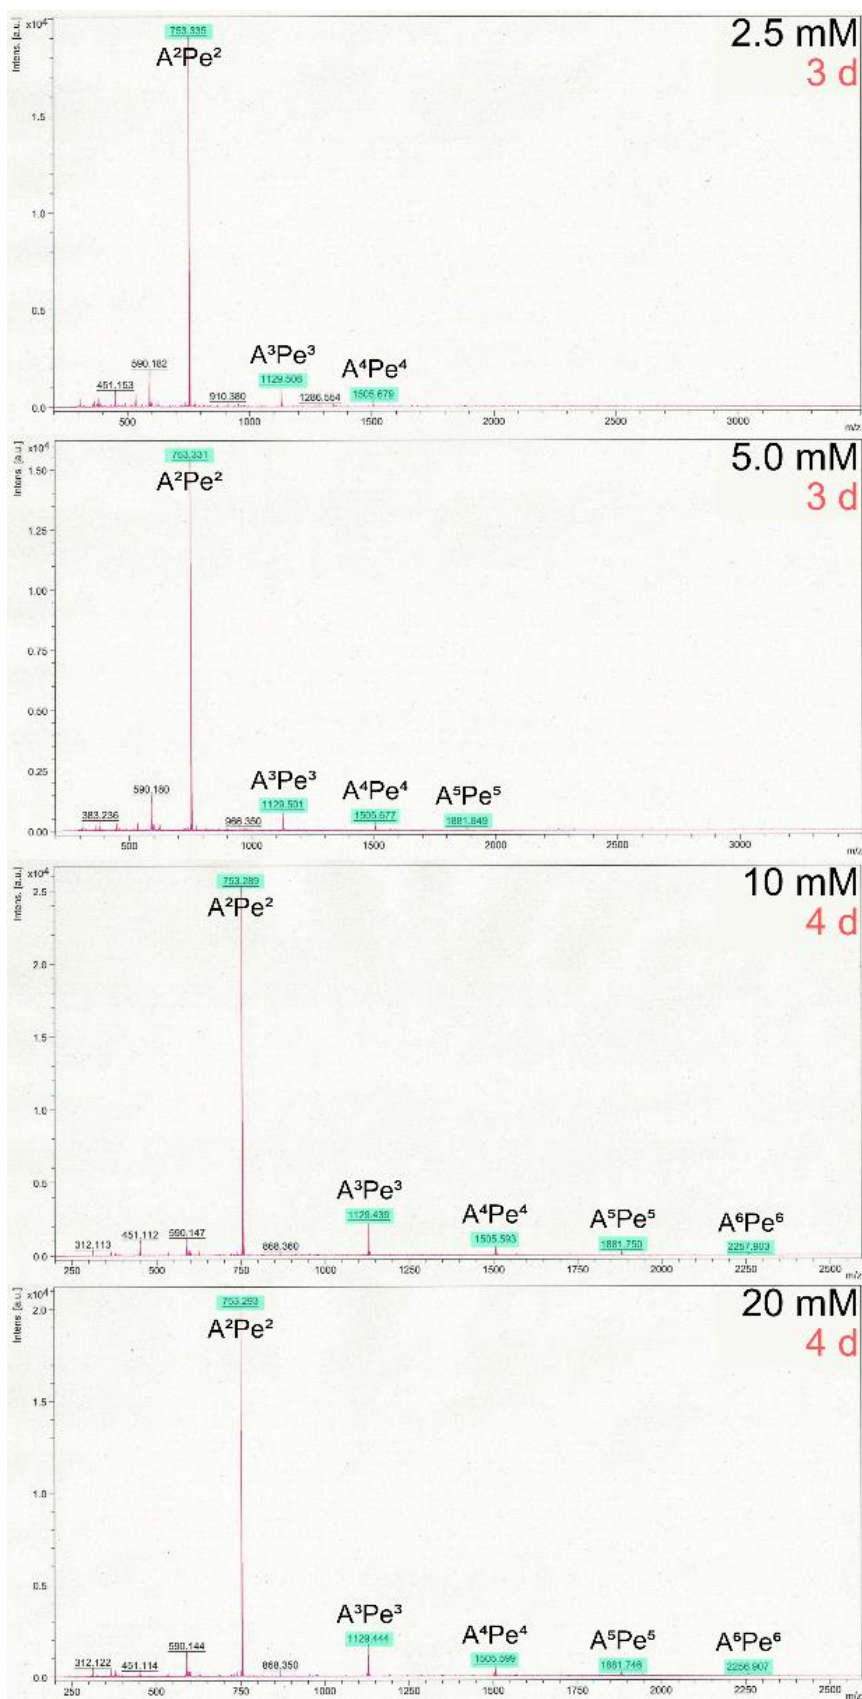 x10⁴
Intens. [a.u.]
753.335
A²Pe²
2.5 mM
3 d
1.5
1.0
0.5
0.0
590.182
451.153
910.380
A³Pe³
1129.506
1286.554
A⁴Pe⁴
1505.679
500
1000
1500
2000
2500
3000
m/z
x10⁴
Intens. [a.u.]
753.331
A²Pe²
5.0 mM
3 d
1.50
1.25
1.00
0.75
0.50
0.25
0.00
590.180
383.236
966.350
A³Pe³
1129.501
A⁴Pe⁴
1505.677
A⁵Pe⁵
1881.849
500
1000
1500
2000
2500
3000
m/z
x10⁴
Intens. [a.u.]
753.289
A²Pe²
10 mM
4 d
2.5
2.0
1.5
1.0
0.5
0.0
312.113
451.112
590.147
868.360
A³Pe³
1129.439
A⁴Pe⁴
1505.593
A⁵Pe⁵
1881.750
A⁶Pe⁶
2257.903
250
500
750
1000
1250
1500
1750
2000
2250
2500
m/z
x10⁴
Intens. [a.u.]
753.293
A²Pe²
20 mM
4 d
2.0
1.5
1.0
0.5
0.0
312.122
451.114
590.144
868.350
A³Pe³
1129.444
A⁴Pe⁴
1505.599
A⁵Pe⁵
1881.746
A⁶Pe⁶
2256.907
250
500
750
1000
1250
1500
1750
2000
2250
2500
m/z